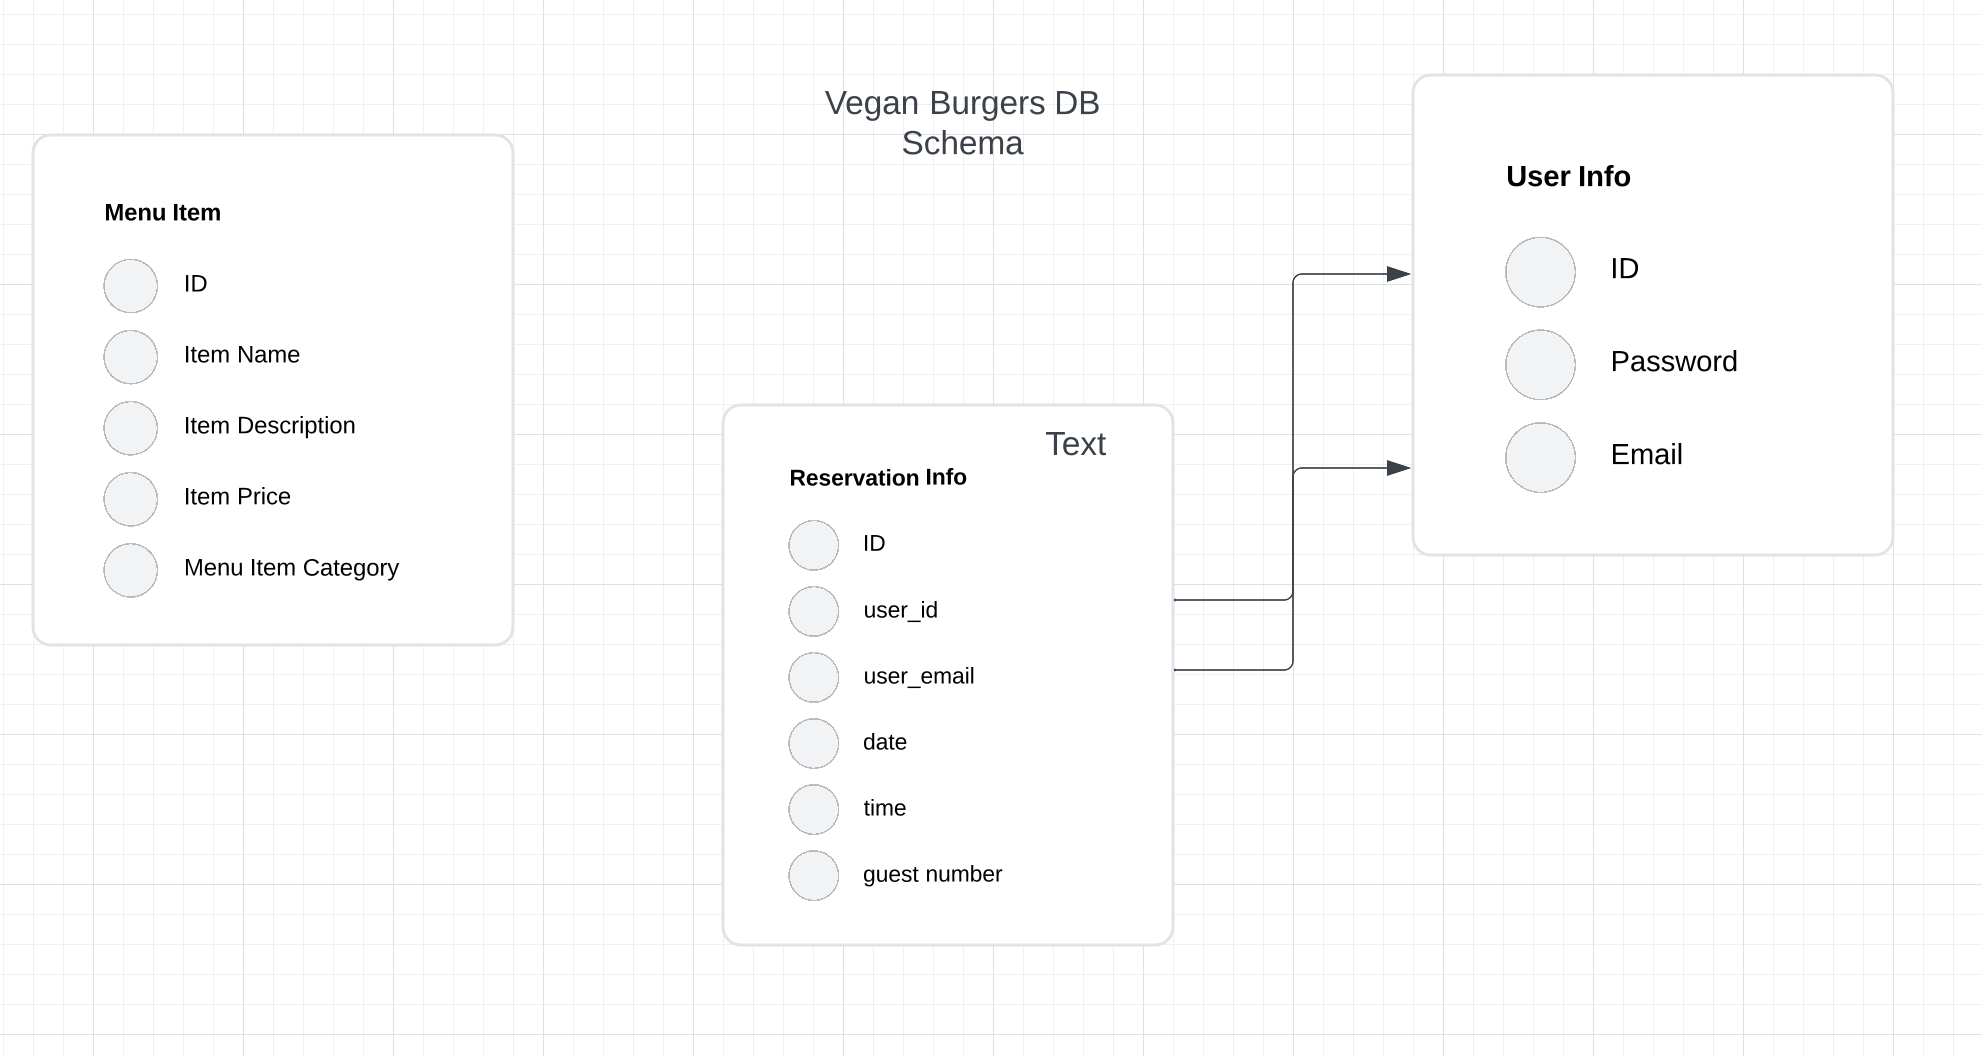 Vegan Burgers DB
Schema
Menu Item
ID
Item Name
Item Description
Item Price
Menu Item Category
Text
Reservation Info
ID
user_id
user_email
date
time
guest number
User Info
ID
Password
Email